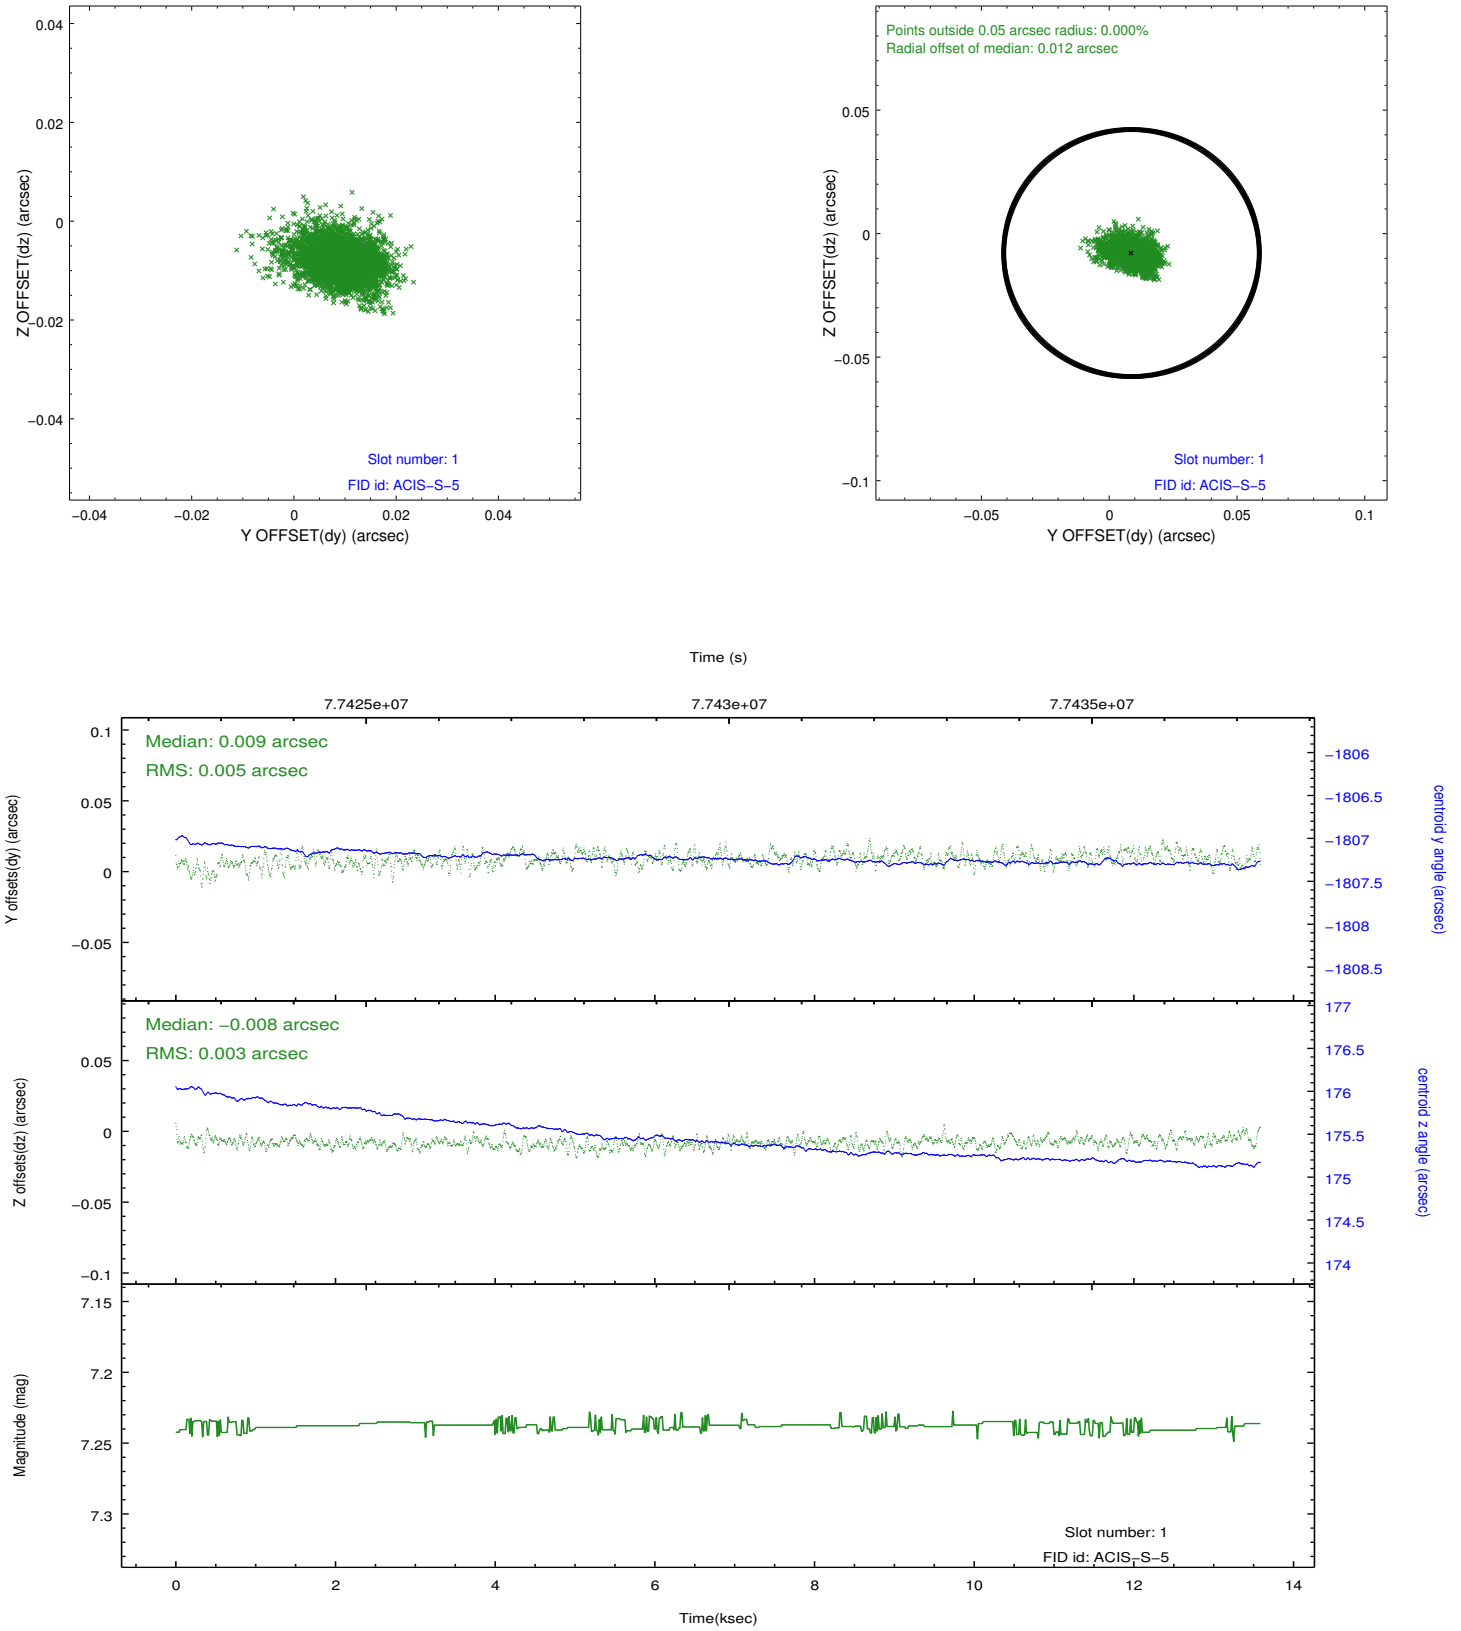 0.04
0.02
0
−0.02
−0.04
Z OFFSET(dz) (arcsec)
Slot number: 1
FID id: ACIS−S−5
−0.04
−0.02
0
0.02
0.04
Y OFFSET(dy) (arcsec)
Points outside 0.05 arcsec radius: 0.000%
Radial offset of median: 0.012 arcsec
0.05
0
−0.05
−0.1
Z OFFSET(dz) (arcsec)
Slot number: 1
FID id: ACIS−S−5
−0.05
0
0.05
0.1
Y OFFSET(dy) (arcsec)
Time (s)
7.7425e+07
7.743e+07
7.7435e+07
Median: 0.009 arcsec
RMS: 0.005 arcsec
0.1
0.05
0
−0.05
Y offsets(dy) (arcsec)
−1806
−1806.5
−1807
−1807.5
−1808
−1808.5
centroid y angle (arcsec)
Median: −0.008 arcsec
RMS: 0.003 arcsec
0.05
0
−0.05
−0.1
Z offsets(dz) (arcsec)
177
176.5
176
175.5
175
174.5
174
centroid z angle (arcsec)
7.15
7.2
7.25
7.3
Magnitude (mag)
Slot number: 1
FID id: ACIS−S−5
0
2
4
6
8
10
12
14
Time(ksec)